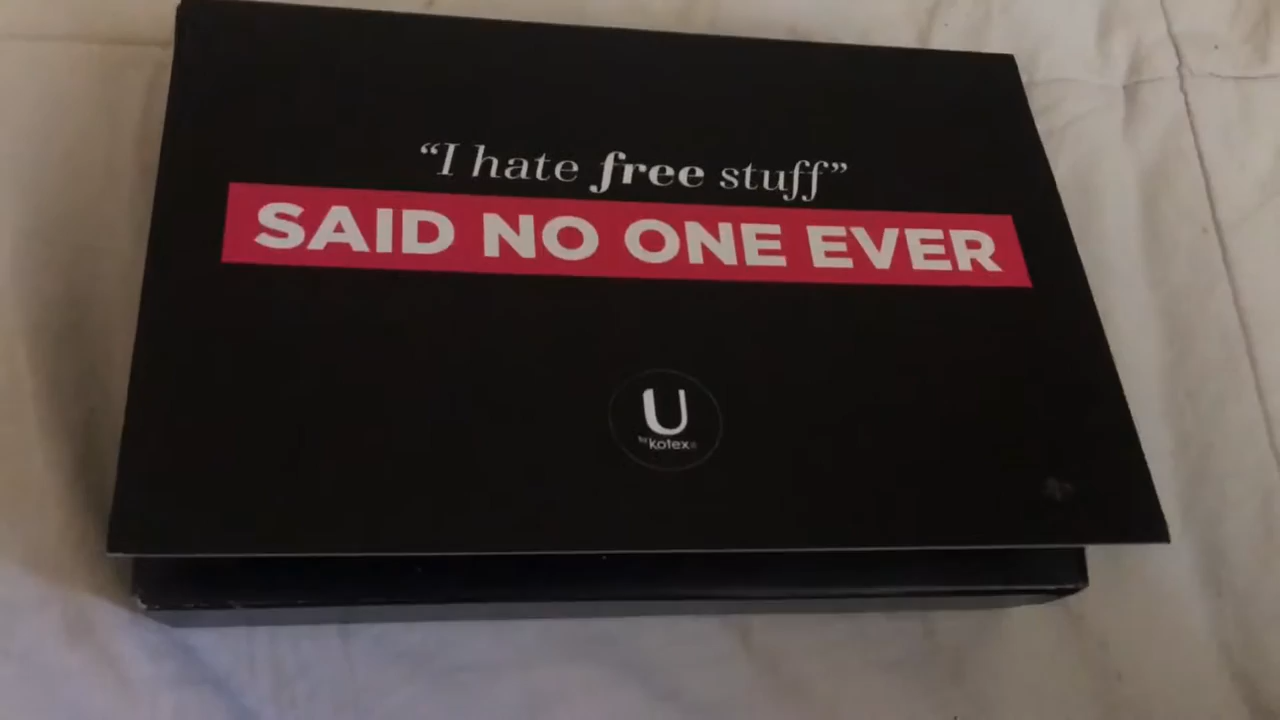 “I hate free stuff”
SAID NO ONE EVER
U
by Kotex®